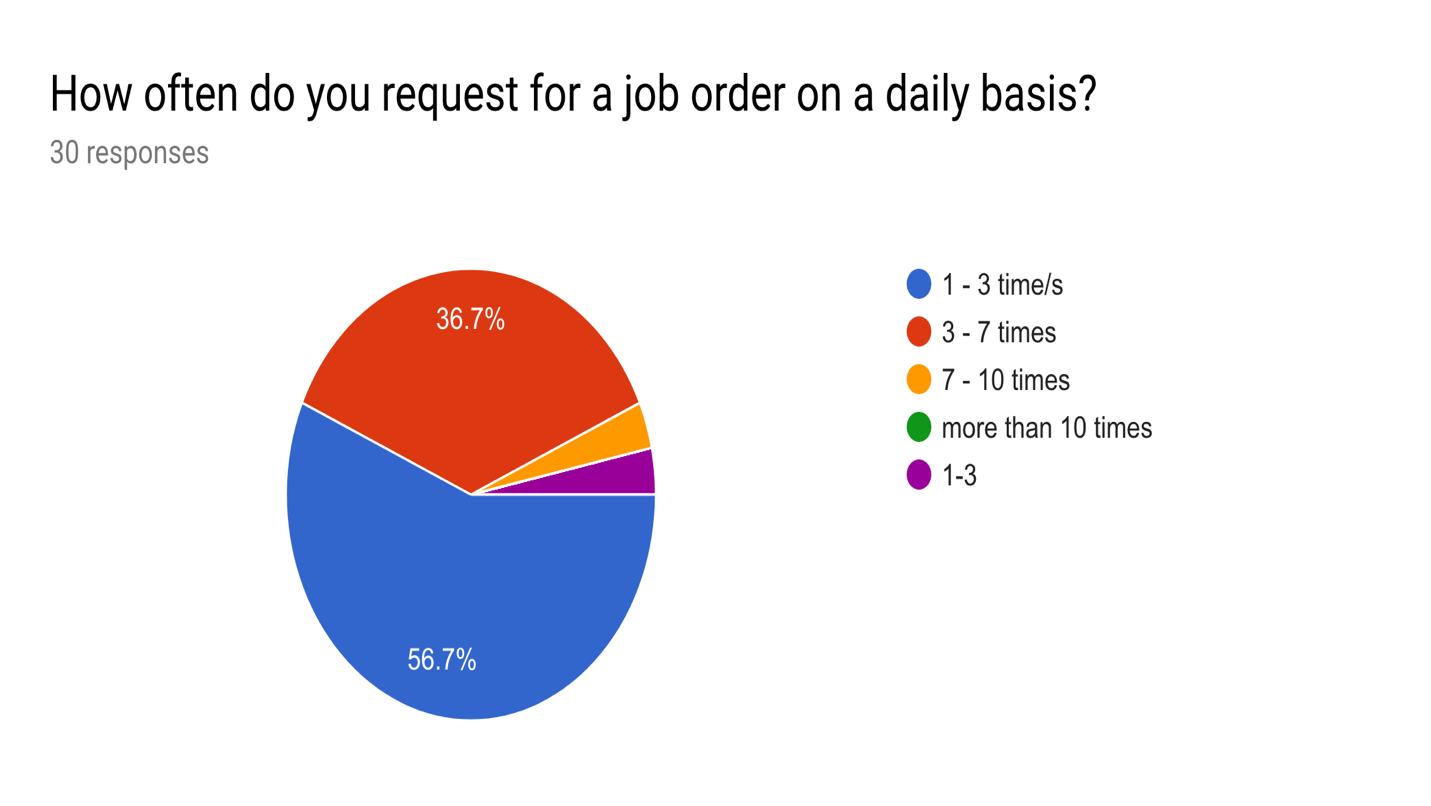 How often do you request for a job order on a daily basis?
30 responses
36.7%
56.7%
1 - 3 time/s
3 - 7 times
7 - 10 times
more than 10 times
1-3